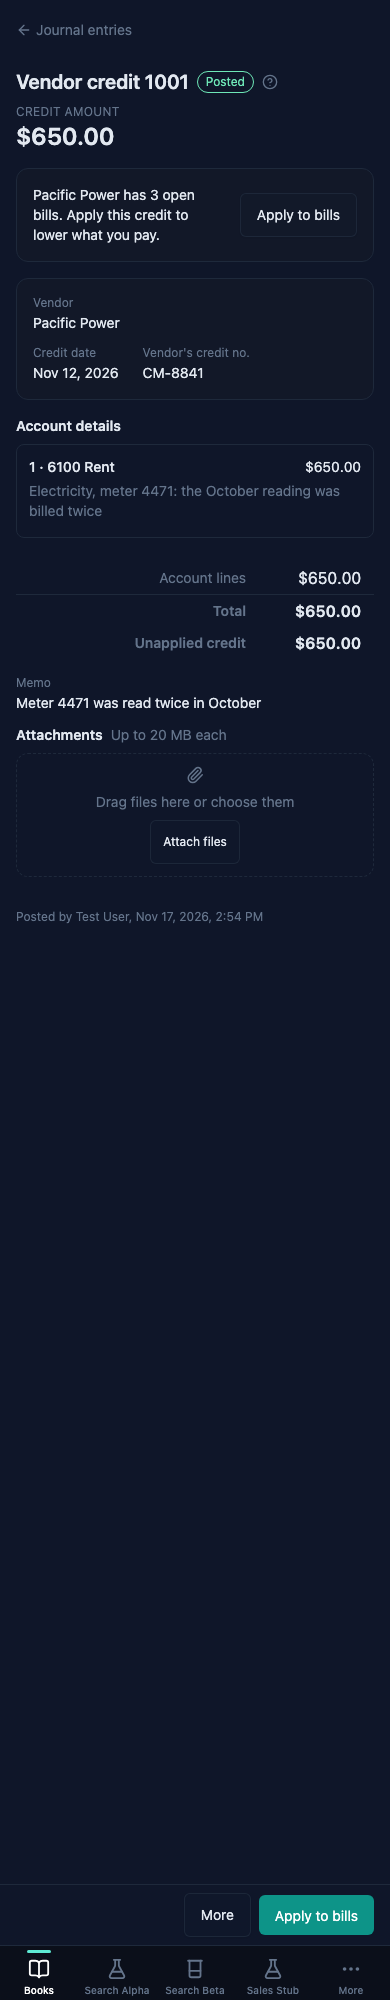 Journal entries
Vendor credit 1001 Posted
CREDIT AMOUNT
$650.00
Pacific Power has 3 open
bills. Apply this credit to
lower what you pay.
Apply to bills
Vendor
Pacific Power
Credit date Vendor's credit no.
Nov 12, 2026 CM-8841
Account details
1 · 6100 Rent $650.00
Electricity, meter 4471: the October reading was
billed twice
Account lines $650.00
Total $650.00
Unapplied credit $650.00
Memo
Meter 4471 was read twice in October
Attachments Up to 20 MB each
Drag files here or choose them
Attach files
Posted by Test User, Nov 17, 2026, 2:54 PM
More Apply to bills
Books Search Alpha Search Beta Sales Stub More